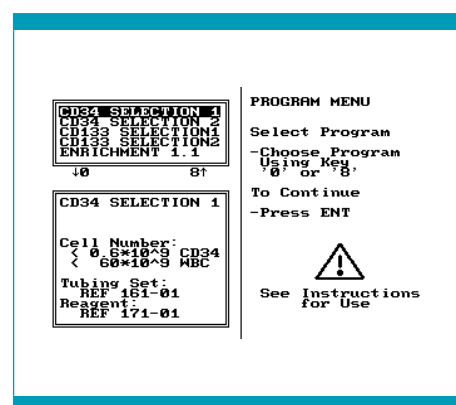 CD34 SELECTION 1
CD34 SELECTION 2
CD133 SELECTION1
CD133 SELECTION2
ENRICHMENT 1.1
↓0 8↑
CD34 SELECTION 1
Cell Number:
< 0.6*10^9 CD34
< 60*10^9 WBC
Tubing Set:
REF 161-01
Reagent:
REF 171-01
PROGRAM MENU
Select Program
-Choose Program
Using Key
'0' or '8'
To Continue
-Press ENT
!
See Instructions
for Use